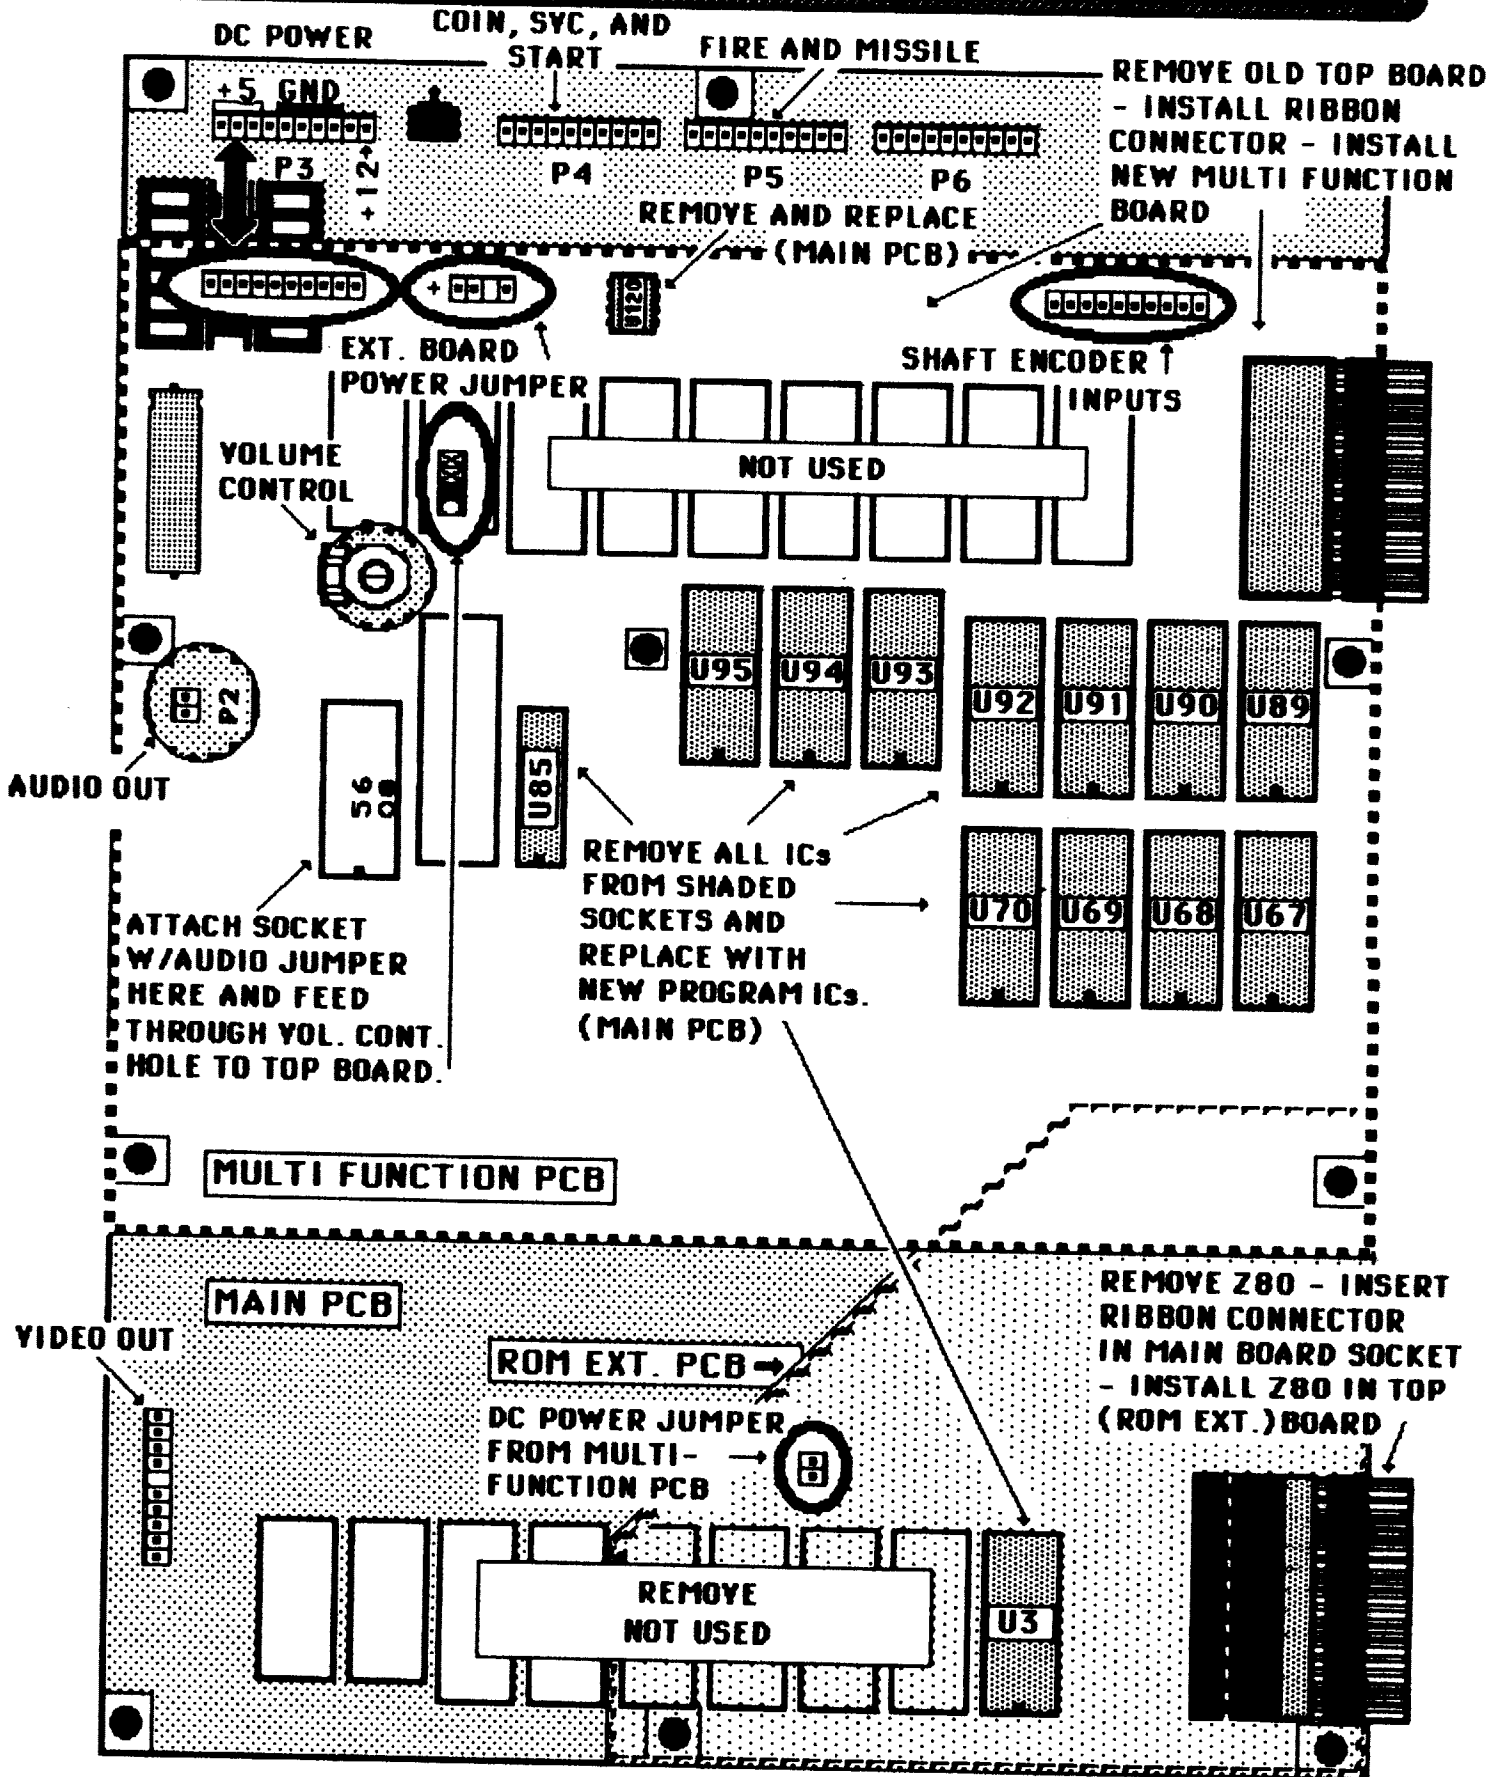 DC POWER
COIN, SVC, AND
START
FIRE AND MISSILE
REMOVE OLD TOP BOARD
- INSTALL RIBBON
CONNECTOR - INSTALL
NEW MULTI FUNCTION
BOARD
+5 GND
P3
+12
P4
P5
P6
REMOVE AND REPLACE
(MAIN PCB)
+
U120
EXT. BOARD
POWER JUMPER
SHAFT ENCODER
INPUTS
VOLUME
CONTROL
NOT USED
U95
U94
U93
U92
U91
U90
U89
P2
AUDIO OUT
U85
REMOVE ALL ICs
FROM SHADED
SOCKETS AND
REPLACE WITH
NEW PROGRAM ICs.
(MAIN PCB)
U70
U69
U68
U67
ATTACH SOCKET
W/AUDIO JUMPER
HERE AND FEED
THROUGH VOL. CONT.
HOLE TO TOP BOARD.
MULTI FUNCTION PCB
MAIN PCB
VIDEO OUT
ROM EXT. PCB
REMOVE Z80 - INSERT
RIBBON CONNECTOR
IN MAIN BOARD SOCKET
- INSTALL Z80 IN TOP
(ROM EXT.) BOARD
DC POWER JUMPER
FROM MULTI-
FUNCTION PCB
REMOVE
NOT USED
U3